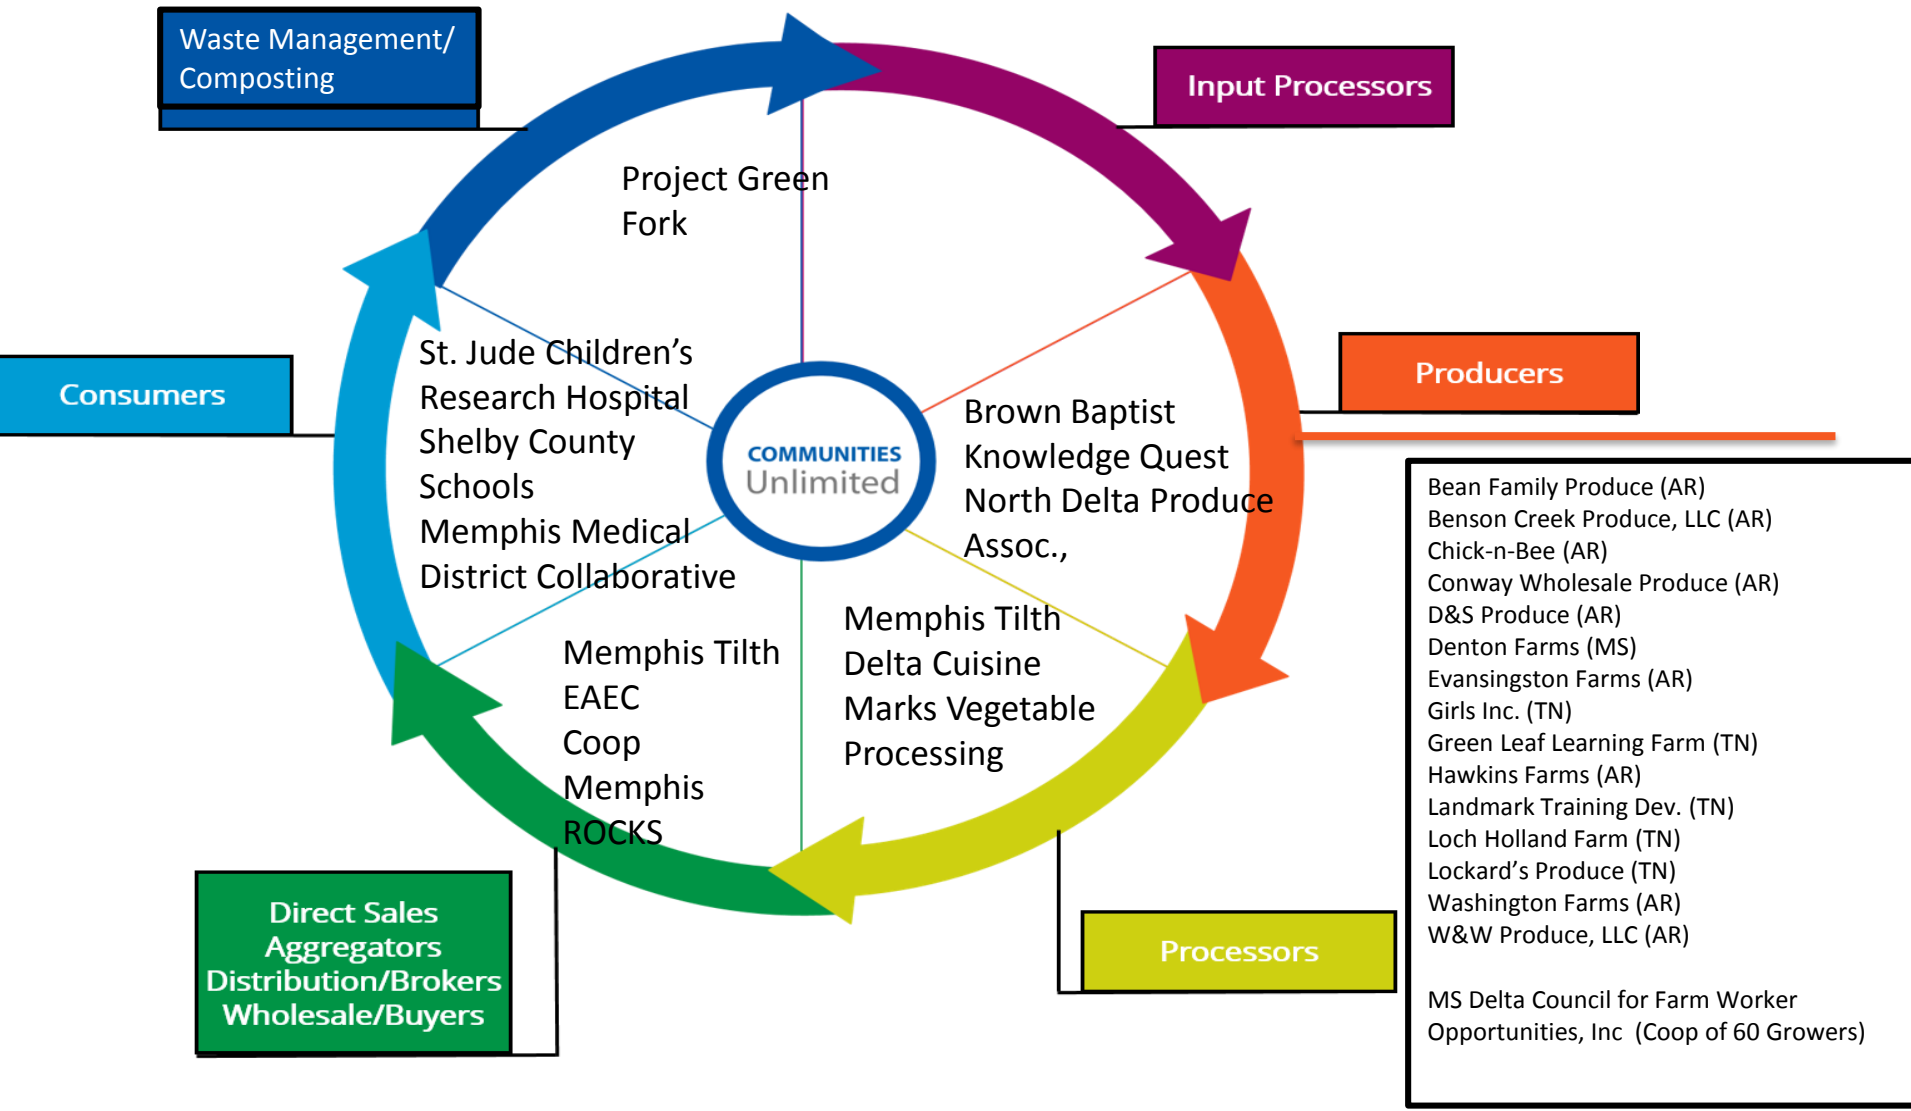 Waste Management/
Composting
Input Processors
Project Green
Fork
Consumers
St. Jude Children’s
Research Hospital
Shelby County
Schools
Memphis Medical
District Collaborative
COMMUNITIES
Unlimited
Producers
Brown Baptist
Knowledge Quest
North Delta Produce
Assoc.,
Bean Family Produce (AR)
Benson Creek Produce, LLC (AR)
Chick-n-Bee (AR)
Conway Wholesale Produce (AR)
D&S Produce (AR)
Denton Farms (MS)
Evansingston Farms (AR)
Girls Inc. (TN)
Green Leaf Learning Farm (TN)
Hawkins Farms (AR)
Landmark Training Dev. (TN)
Loch Holland Farm (TN)
Lockard’s Produce (TN)
Washington Farms (AR)
W&W Produce, LLC (AR)
MS Delta Council for Farm Worker
Opportunities, Inc  (Coop of 60 Growers)
Memphis Tilth
EAEC
Coop
Memphis
ROCKS
Memphis Tilth
Delta Cuisine
Marks Vegetable
Processing
Direct Sales
Aggregators
Distribution/Brokers
Wholesale/Buyers
Processors